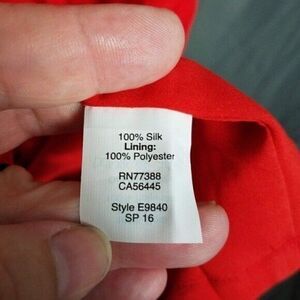 100% Silk
Lining:
100% Polyester
RN77388
CA56445
Style E9840
SP 16